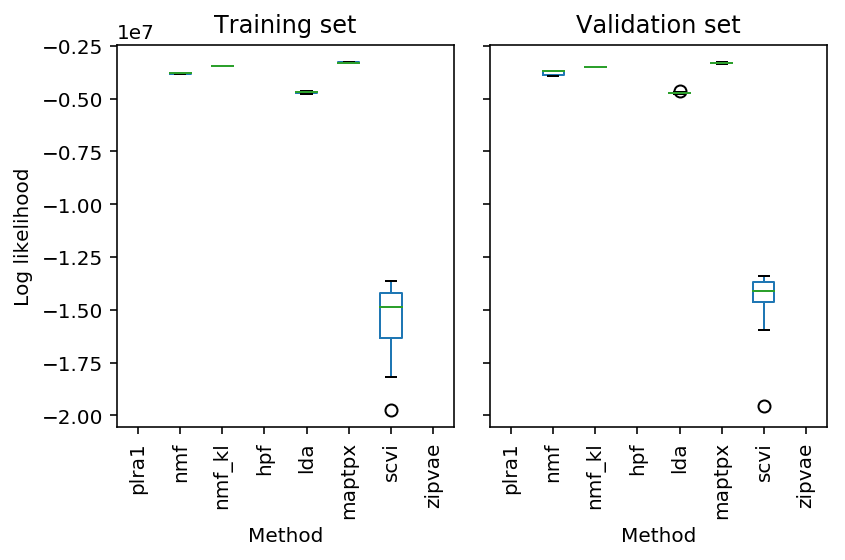 Training set
Validation set
1e7
−0.25
−0.50
−0.75
−1.00
−1.25
−1.50
−1.75
−2.00
Log likelihood
plra1
nmf
nmf_kl
hpf
lda
maptpx
scvi
zipvae
plra1
nmf
nmf_kl
hpf
lda
maptpx
scvi
zipvae
Method
Method